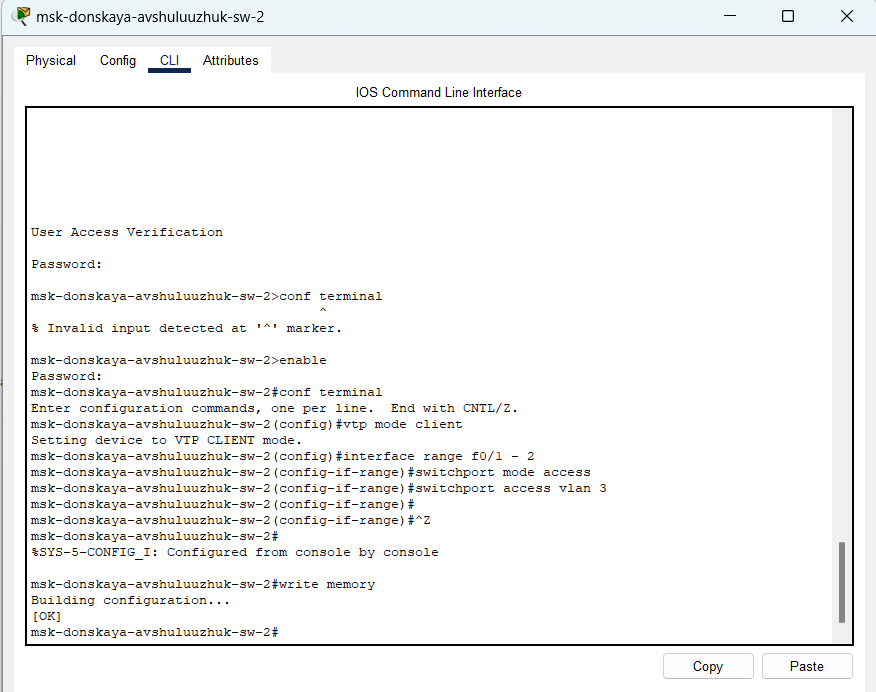 msk-donskaya-avshuluuzhuk-sw-2
Physical Config CLI Attributes
IOS Command Line Interface
User Access Verification
Password:
msk-donskaya-avshuluuzhuk-sw-2>conf terminal
^
% Invalid input detected at '^' marker.
msk-donskaya-avshuluuzhuk-sw-2>enable
Password:
msk-donskaya-avshuluuzhuk-sw-2#conf terminal
Enter configuration commands, one per line.  End with CNTL/Z.
msk-donskaya-avshuluuzhuk-sw-2(config)#vtp mode client
Setting device to VTP CLIENT mode.
msk-donskaya-avshuluuzhuk-sw-2(config)#interface range f0/1 - 2
msk-donskaya-avshuluuzhuk-sw-2(config-if-range)#switchport mode access
msk-donskaya-avshuluuzhuk-sw-2(config-if-range)#switchport access vlan 3
msk-donskaya-avshuluuzhuk-sw-2(config-if-range)#
msk-donskaya-avshuluuzhuk-sw-2(config-if-range)#^Z
msk-donskaya-avshuluuzhuk-sw-2#
%SYS-5-CONFIG_I: Configured from console by console
msk-donskaya-avshuluuzhuk-sw-2#write memory
Building configuration...
[OK]
msk-donskaya-avshuluuzhuk-sw-2#
Copy Paste